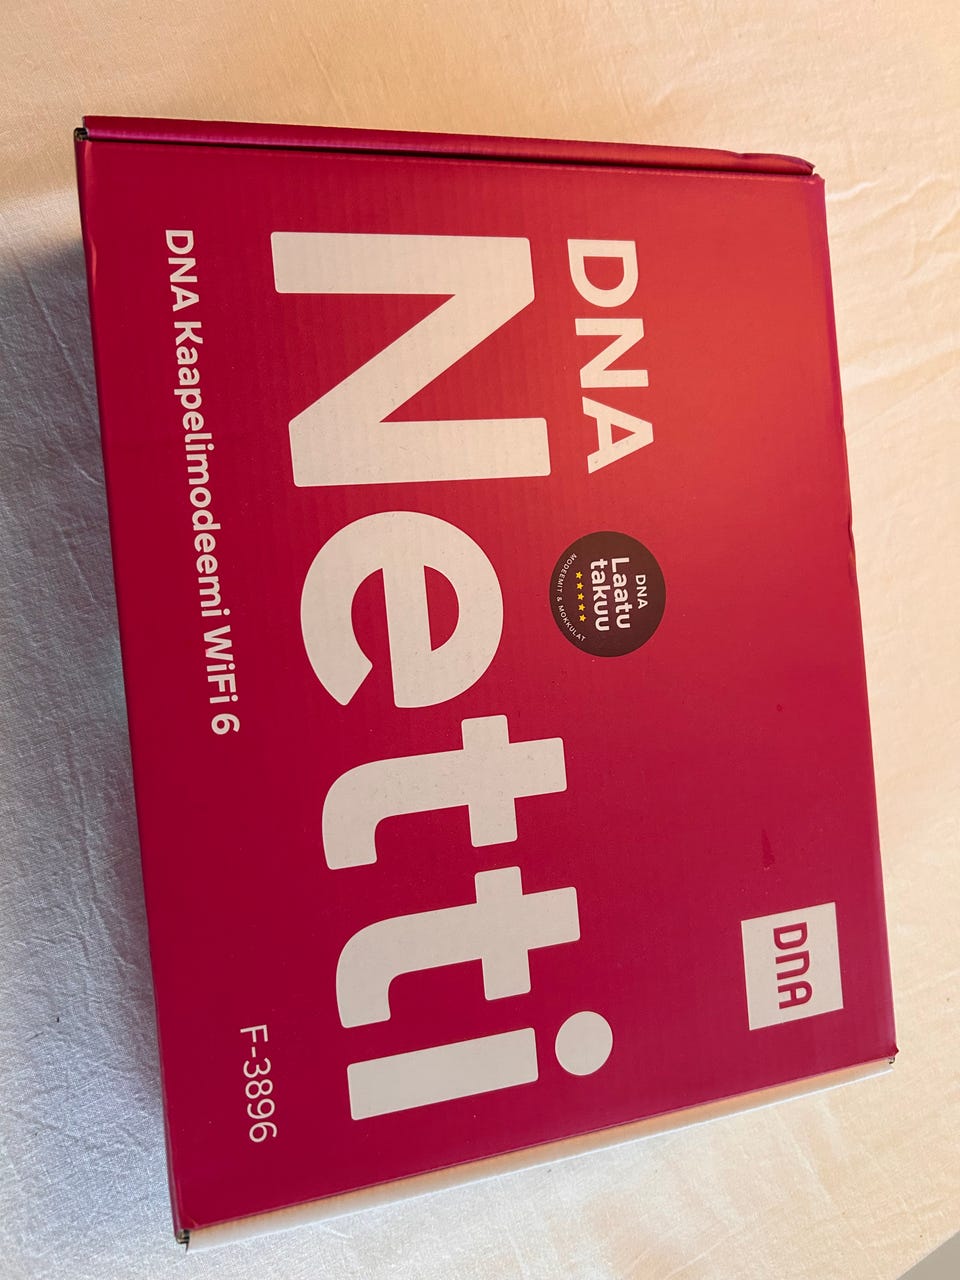 DNA
DNA
Netti
DNA
Laatu
takuu
MODEEMIT & MOKKULAT
DNA Kaapelimodeemi WiFi 6
F-3896